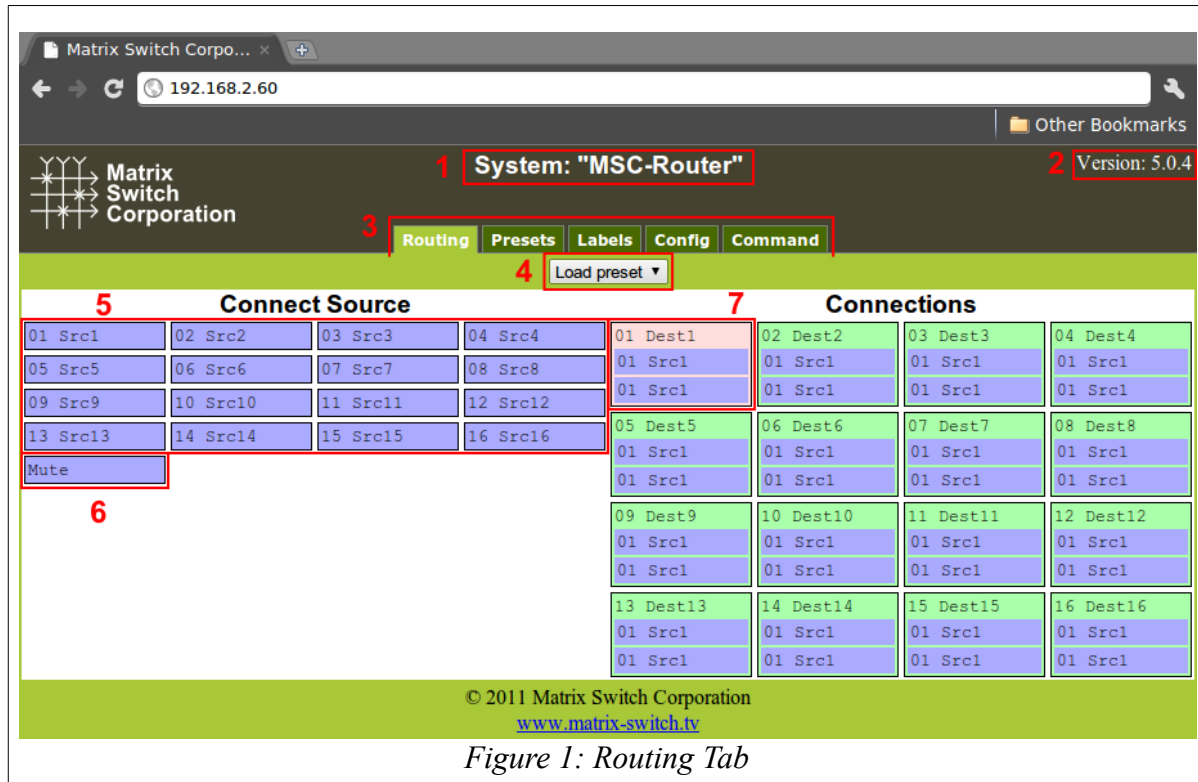 Matrix Switch Corpo... ×
192.168.2.60
Other Bookmarks
Matrix
Switch
Corporation
1 System: "MSC-Router"
2 Version: 5.0.4
3 Routing Presets Labels Config Command
4 Load preset ▼
5 Connect Source 7 Connections
01 Src1 02 Src2 03 Src3 04 Src4
05 Src5 06 Src6 07 Src7 08 Src8
09 Src9 10 Src10 11 Src11 12 Src12
13 Src13 14 Src14 15 Src15 16 Src16
Mute
6
01 Dest1 02 Dest2 03 Dest3 04 Dest4
01 Src1 01 Src1 01 Src1 01 Src1
01 Src1 01 Src1 01 Src1 01 Src1
05 Dest5 06 Dest6 07 Dest7 08 Dest8
01 Src1 01 Src1 01 Src1 01 Src1
01 Src1 01 Src1 01 Src1 01 Src1
09 Dest9 10 Dest10 11 Dest11 12 Dest12
01 Src1 01 Src1 01 Src1 01 Src1
01 Src1 01 Src1 01 Src1 01 Src1
13 Dest13 14 Dest14 15 Dest15 16 Dest16
01 Src1 01 Src1 01 Src1 01 Src1
01 Src1 01 Src1 01 Src1 01 Src1
© 2011 Matrix Switch Corporation
www.matrix-switch.tv
Figure 1: Routing Tab